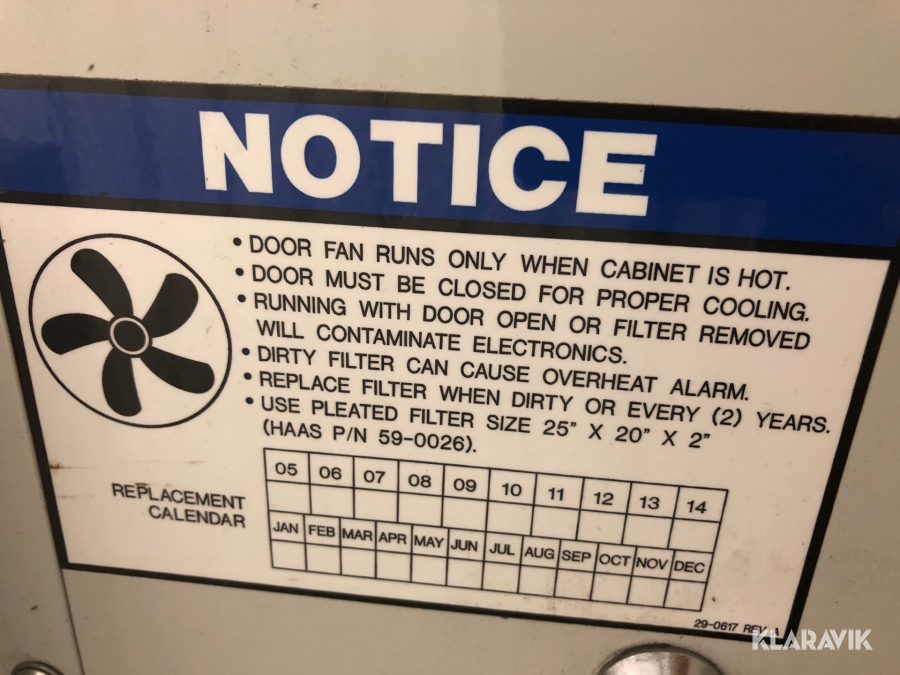 NOTICE
• DOOR FAN RUNS ONLY WHEN CABINET IS HOT.
• DOOR MUST BE CLOSED FOR PROPER COOLING.
• RUNNING WITH DOOR OPEN OR FILTER REMOVED
WILL CONTAMINATE ELECTRONICS.
• DIRTY FILTER CAN CAUSE OVERHEAT ALARM.
• REPLACE FILTER WHEN DIRTY OR EVERY (2) YEARS.
• USE PLEATED FILTER SIZE 25" X 20" X 2"
(HAAS P/N 59-0026).
REPLACEMENT
CALENDAR
05 06 07 08 09 10 11 12 13 14
JAN FEB MAR APR MAY JUN JUL AUG SEP OCT NOV DEC
29-0617 REV A
KLARAVIK